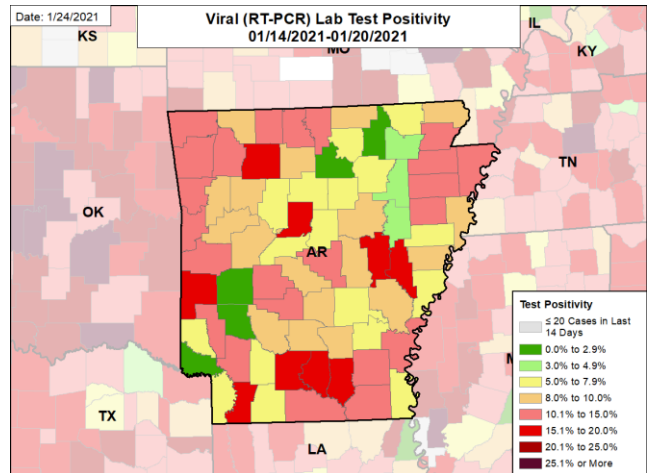 Date: 1/24/2021
Viral (RT-PCR) Lab Test Positivity
01/14/2021-01/20/2021
KS
MO
IL
KY
TN
OK
AR
TX
LA
Test Positivity
≤ 20 Cases in Last
14 Days
0.0% to 2.9%
3.0% to 4.9%
5.0% to 7.9%
8.0% to 10.0%
10.1% to 15.0%
15.1% to 20.0%
20.1% to 25.0%
25.1% or More